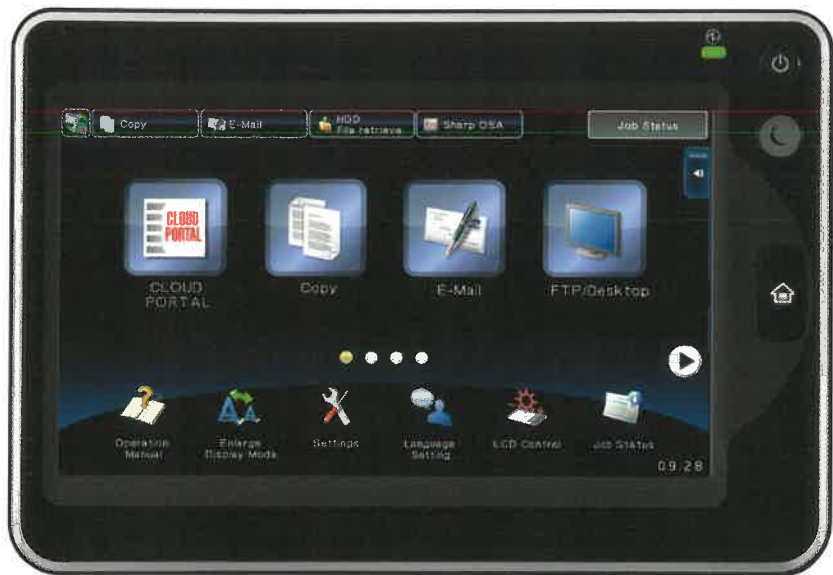 Copy
E-Mail
HDD
File retrieve
Sharp OSA
Job Status
CLOUD
PORTAL
CLOUD
PORTAL
Copy
E-Mail
FTP/Desktop
Operation
Manual
Enlarge
Display Mode
Settings
Language
Setting
LCD Control
Job Status
09:28